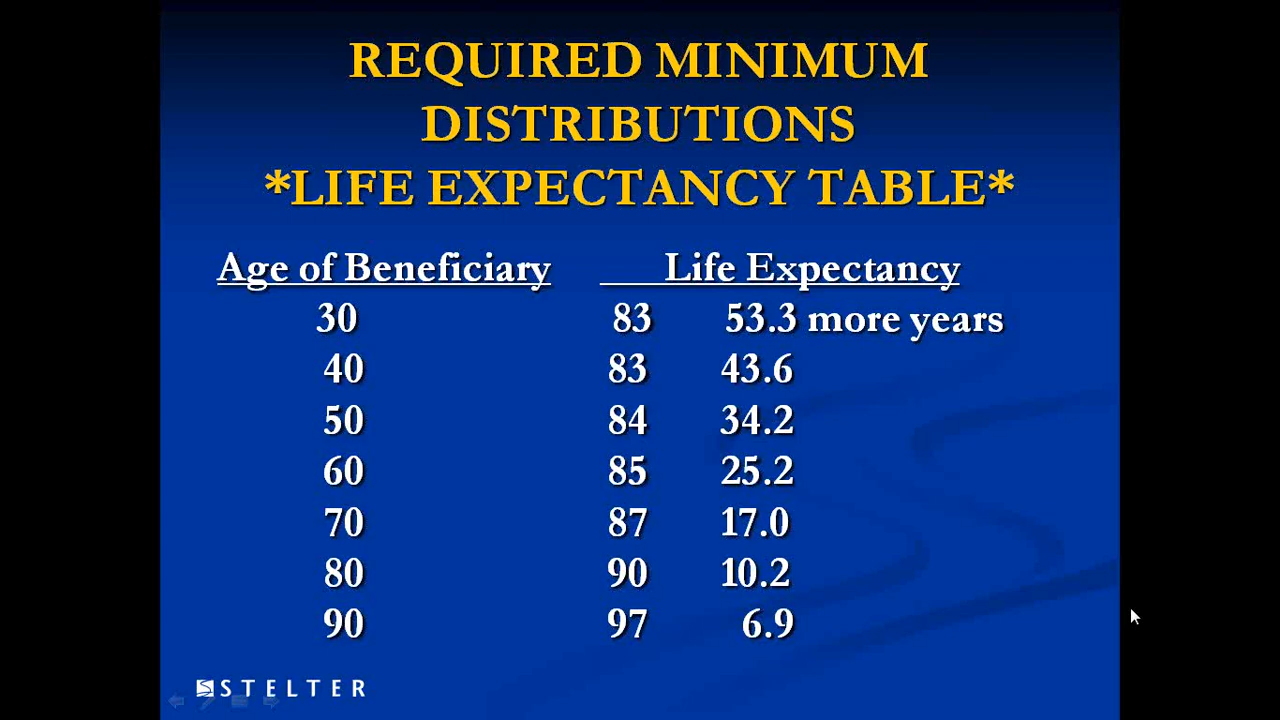 REQUIRED MINIMUM
DISTRIBUTIONS
*LIFE EXPECTANCY TABLE*
Age of Beneficiary Life Expectancy
30 83 53.3 more years
40 83 43.6
50 84 34.2
60 85 25.2
70 87 17.0
80 90 10.2
90 97 6.9
STELTER